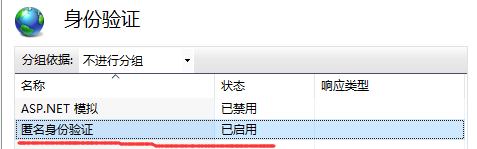 身份验证
分组依据: 不进行分组
名称 状态 响应类型
ASP.NET 模拟 已禁用
匿名身份验证 已启用